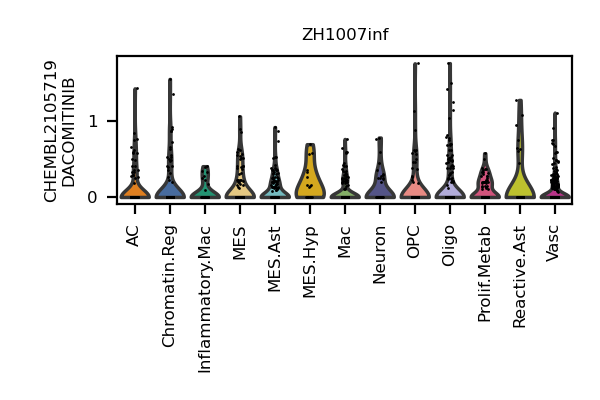 ZH1007inf
CHEMBL2105719
DACOMITINIB
1
0
AC
Chromatin.Reg
Inflammatory.Mac
MES
MES.Ast
MES.Hyp
Mac
Neuron
OPC
Oligo
Prolif.Metab
Reactive.Ast
Vasc